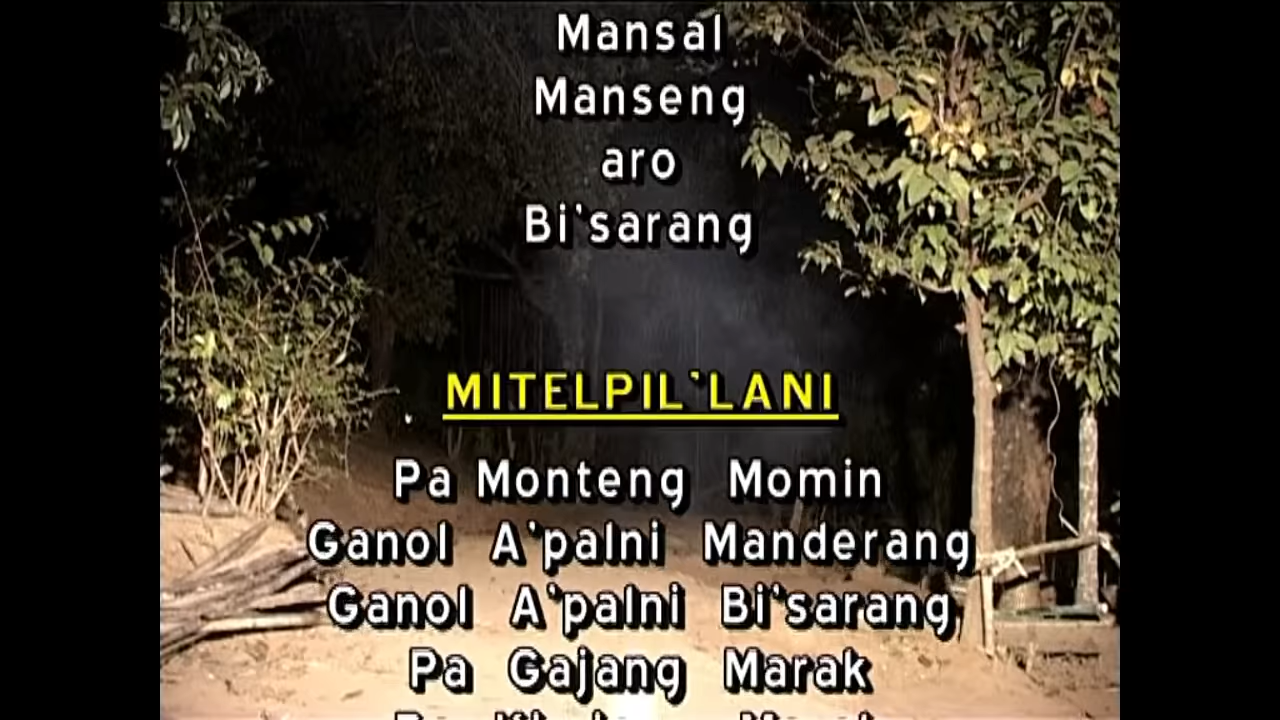 Mansal
Manseng
aro
Bi'sarang
MITELPIL'LANI
Pa Monteng Momin
Ganol A'palni Manderang
Ganol A'palni Bi'sarang
Pa Gajang Marak